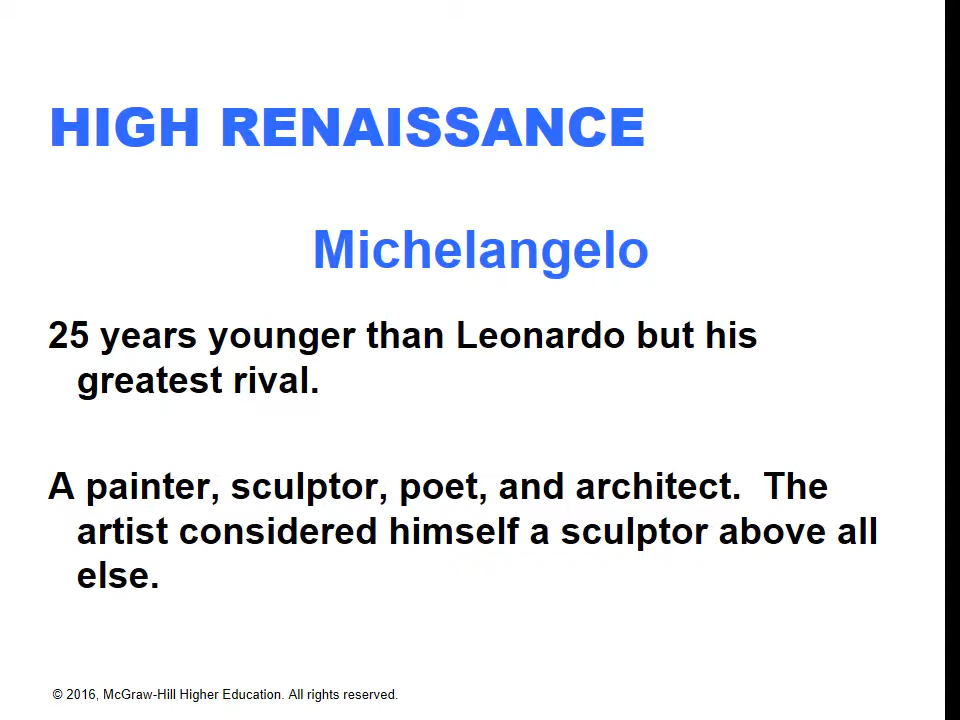 HIGH RENAISSANCE
Michelangelo
25 years younger than Leonardo but his
greatest rival.
A painter, sculptor, poet, and architect.  The
artist considered himself a sculptor above all
else.
© 2016, McGraw-Hill Higher Education. All rights reserved.